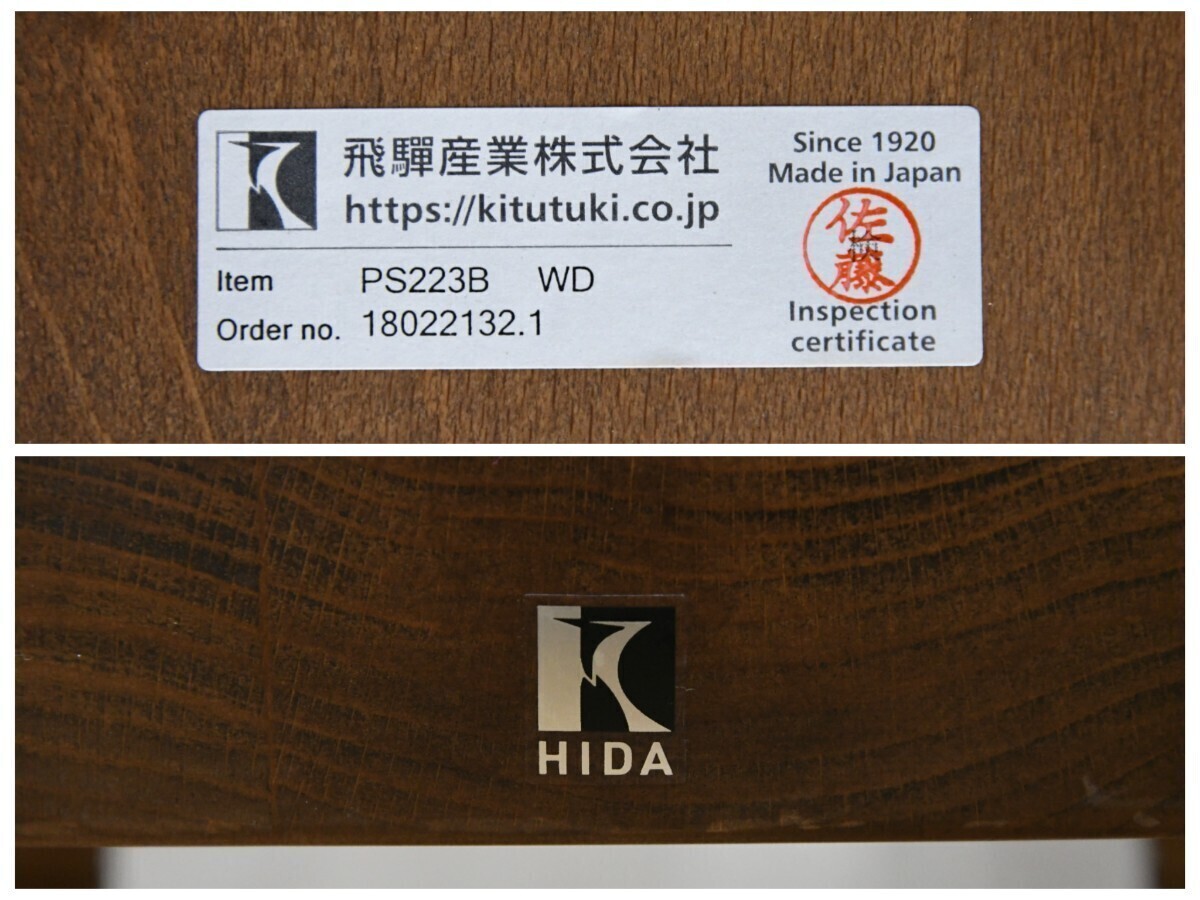 飛驒産業株式会社
https://kitutuki.co.jp
Item PS223B WD
Order no. 18022132.1
Since 1920
Made in Japan
佐藤
検
Inspection
certificate
HIDA